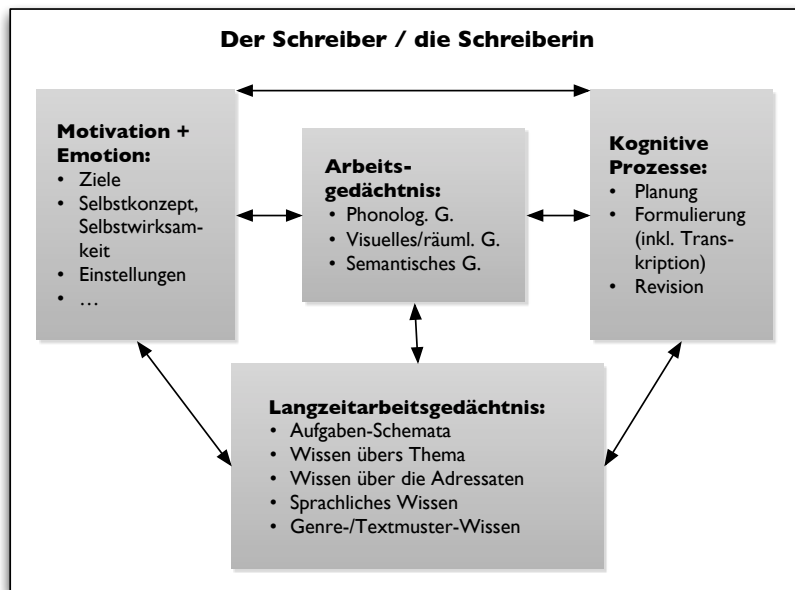 Der Schreiber / die Schreiberin
Motivation +
Emotion:
• Ziele
• Selbstkonzept,
Selbstwirksam-
keit
• Einstellungen
• …
Arbeits-
gedächtnis:
• Phonolog. G.
• Visuelles/räuml. G.
• Semantisches G.
Kognitive
Prozesse:
• Planung
• Formulierung
(inkl. Trans-
kription)
• Revision
Langzeitarbeitsgedächtnis:
• Aufgaben-Schemata
• Wissen übers Thema
• Wissen über die Adressaten
• Sprachliches Wissen
• Genre-/Textmuster-Wissen